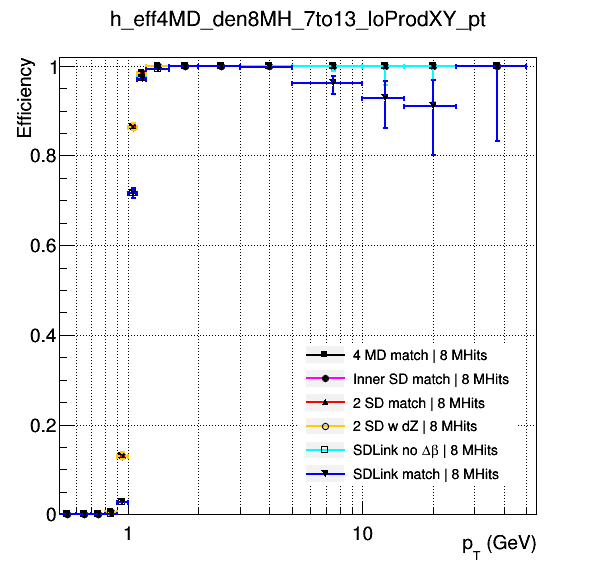 h_eff4MD_den8MH_7to13_loProdXY_pt
Efficiency
1
0.8
0.6
0.4
0.2
0
4 MD match | 8 MHits
Inner SD match | 8 MHits
2 SD match | 8 MHits
2 SD w dZ | 8 MHits
SDLink no Δβ | 8 MHits
SDLink match | 8 MHits
1 10
p_T (GeV)